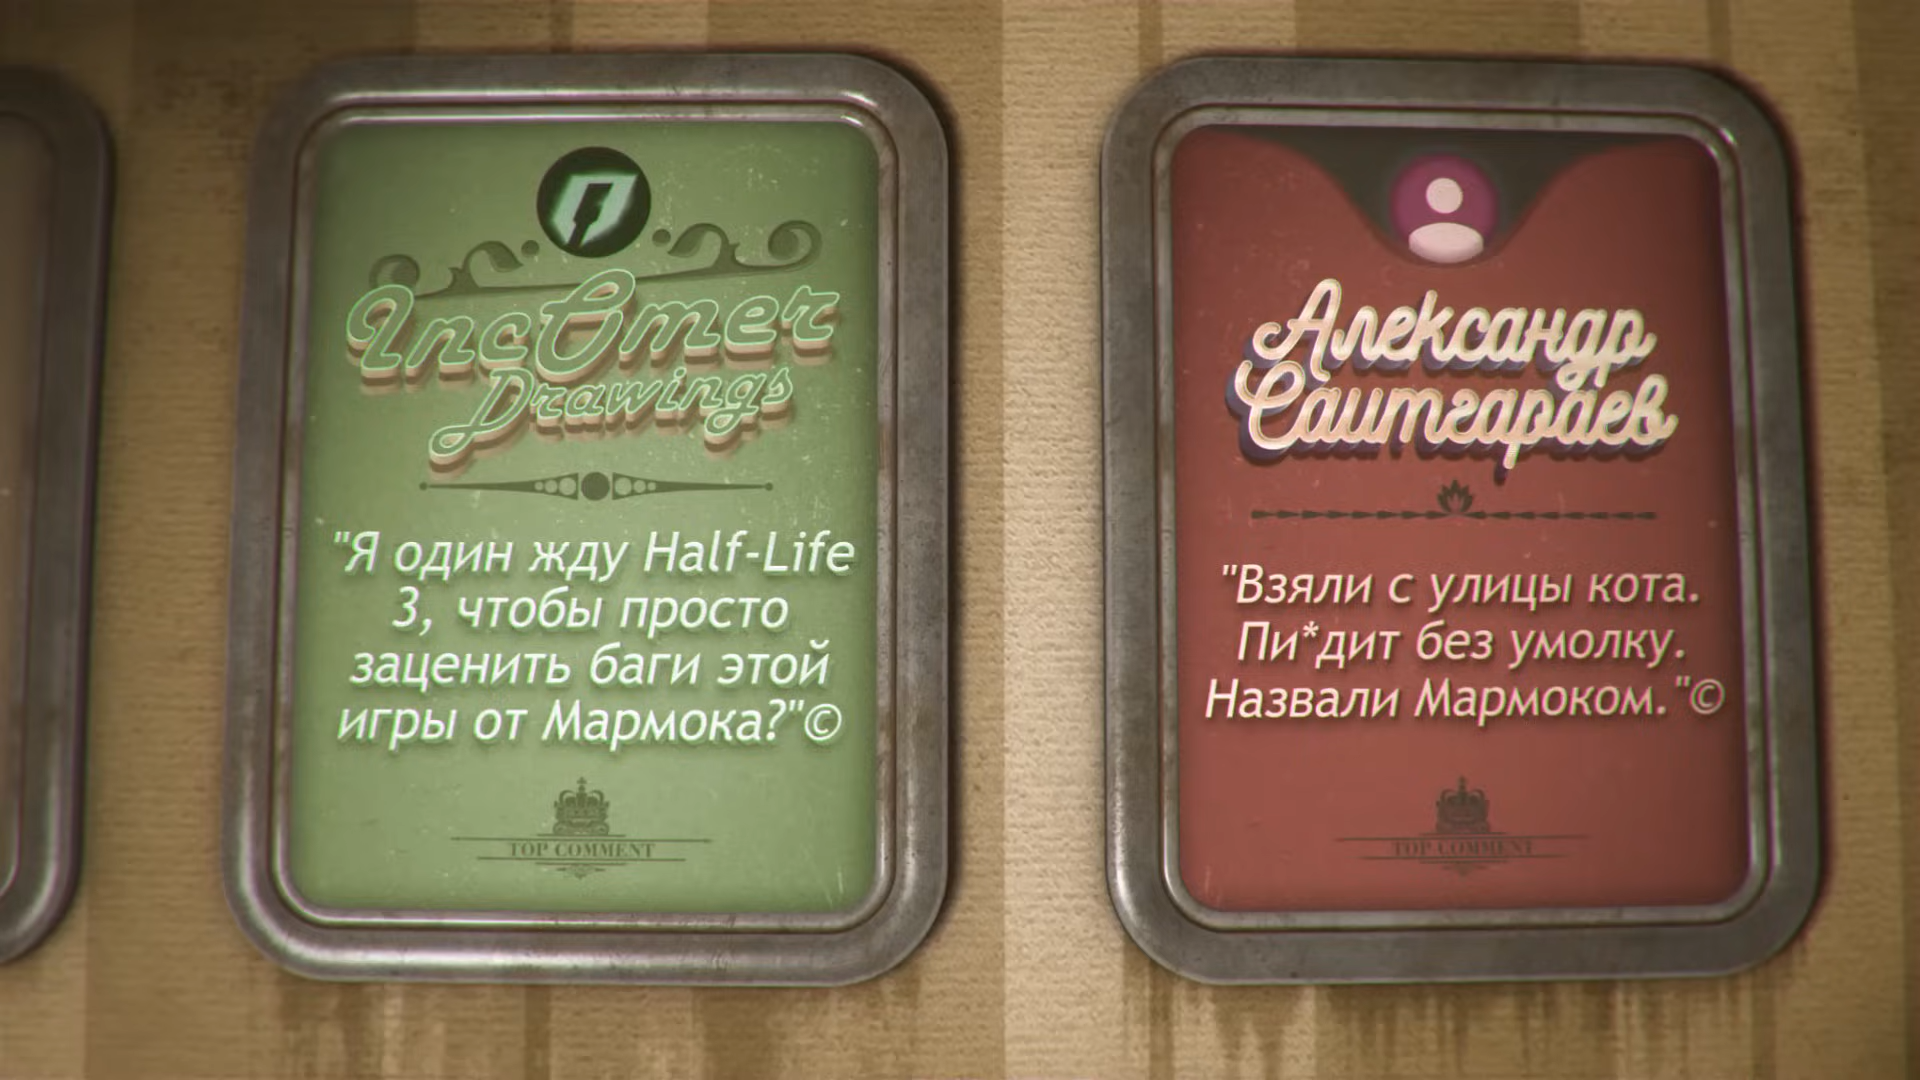 IncOmer
Drawings
"Я один жду Half-Life
3, чтобы просто
заценить баги этой
игры от Мармока?"©
TOP COMMENT
Александр
Саитгараев
"Взяли с улицы кота.
Пи*дит без умолку.
Назвали Мармоком."©
TOP COMMENT